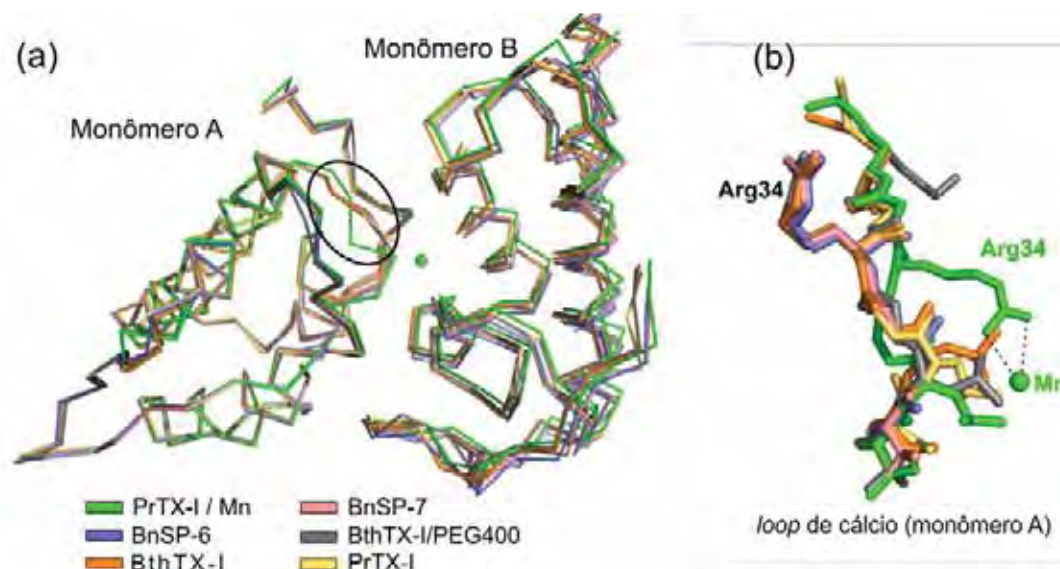 (a)
Monômero A
Monômero B
(b)
Arg34
Arg34
Mn
loop de cálcio (monômero A)
PrTX-I / Mn
BnSP-7
BnSP-6
BthTX-I/PEG400
BthTX-I
PrTX-I